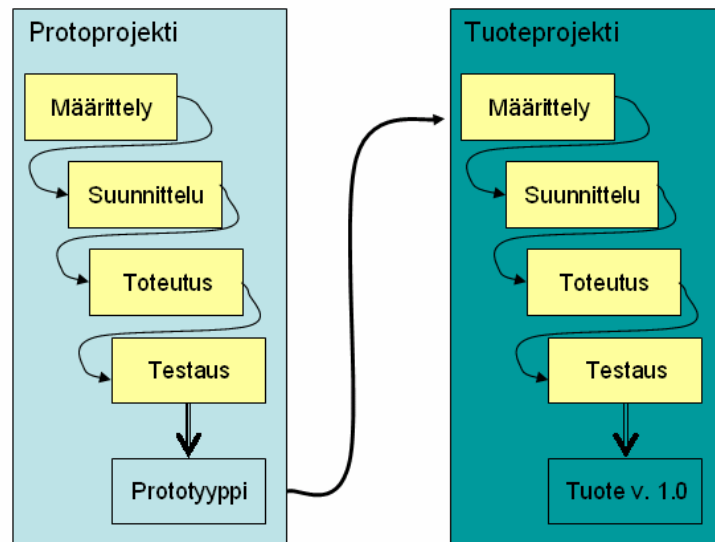 Protoprojekti
Määrittely
Suunnittelu
Toteutus
Testaus
Prototyyppi
Tuoteprojekti
Määrittely
Suunnittelu
Toteutus
Testaus
Tuote v. 1.0